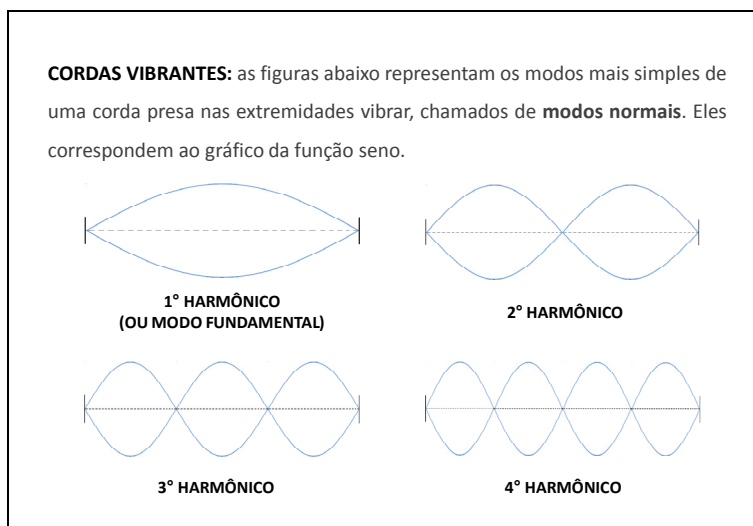 CORDAS VIBRANTES: as figuras abaixo representam os modos mais simples de
uma corda presa nas extremidades vibrar, chamados de modos normais. Eles
correspondem ao gráfico da função seno.
1° HARMÔNICO
(OU MODO FUNDAMENTAL)
2° HARMÔNICO
3° HARMÔNICO
4° HARMÔNICO